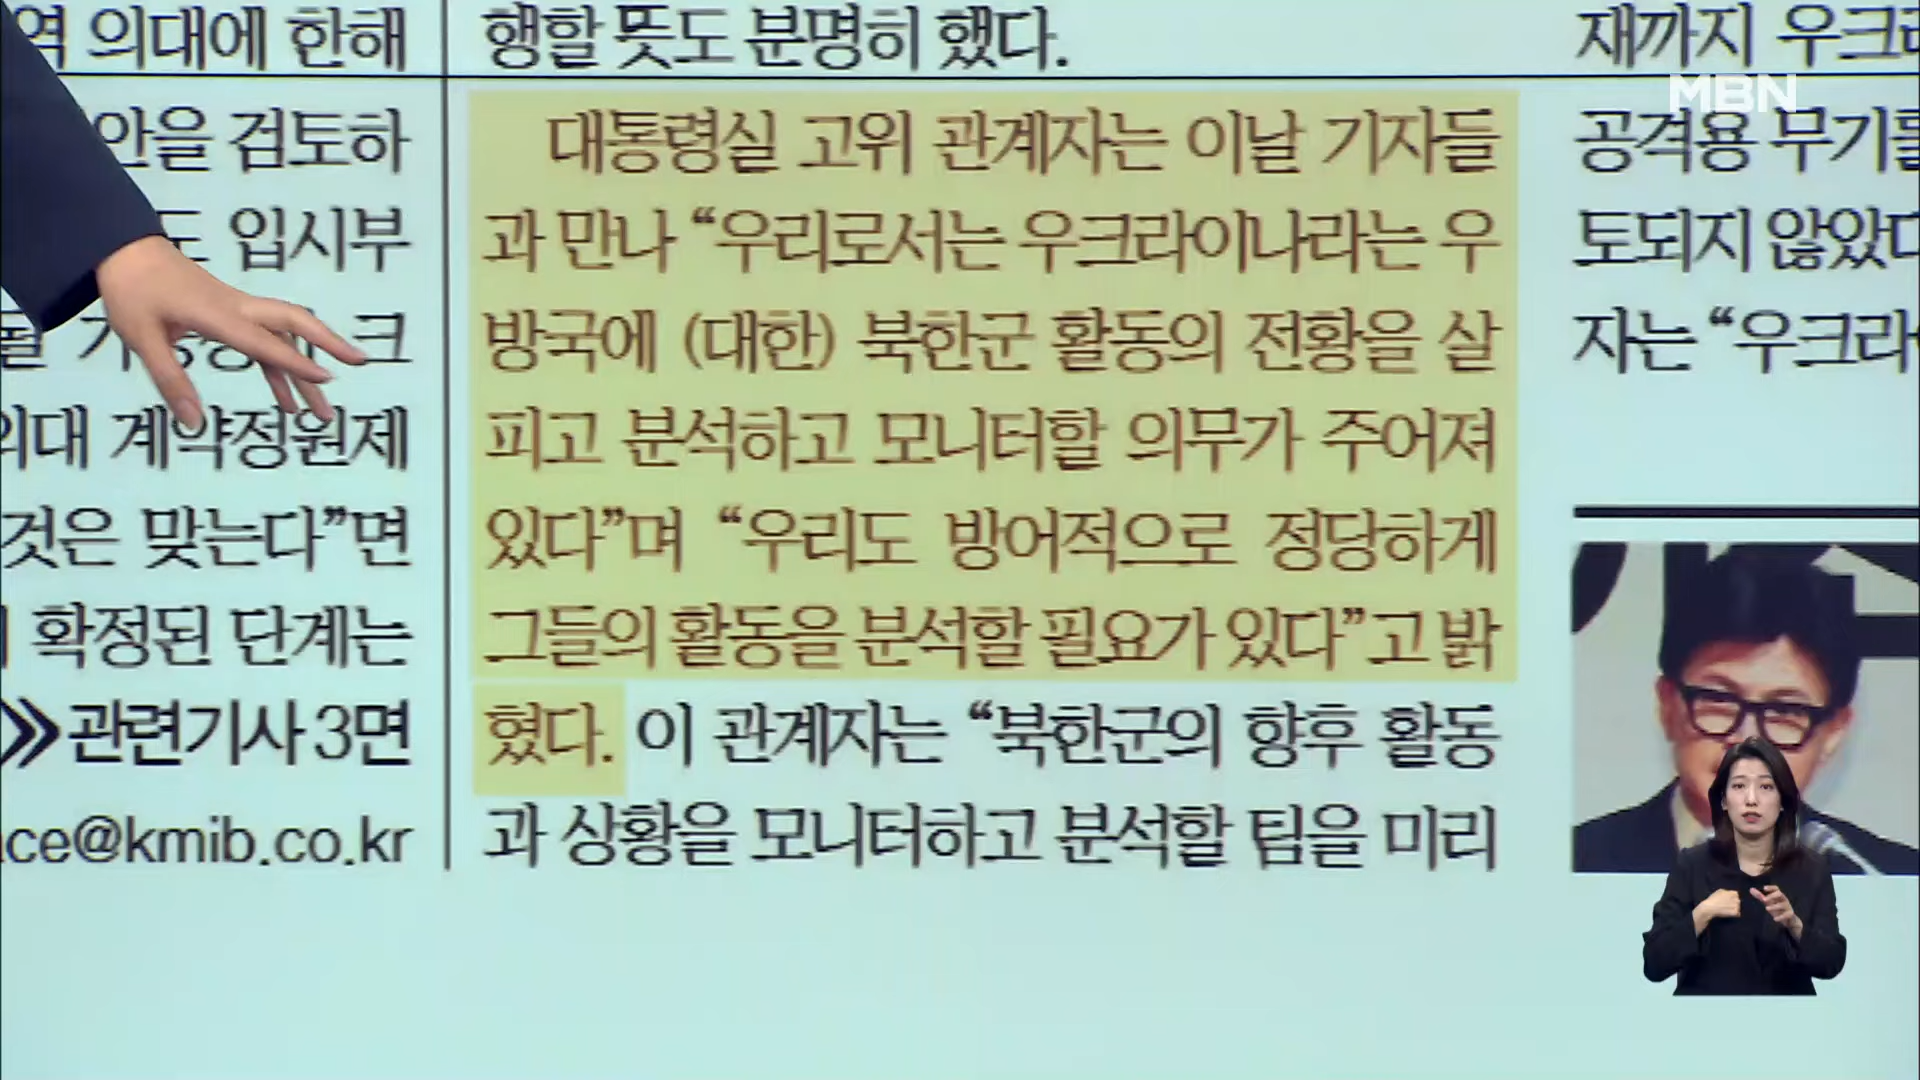 의대에 한해
안을 검토하
입시부
크
의대 계약정원제
것은 맞는다”면
확정된 단계는
관련기사 3면
ace@kmib.co.kr
행할 뜻도 분명히 했다.
대통령실 고위 관계자는 이날 기자들
과 만나 “우리로서는 우크라이나라는 우
방국에 (대한) 북한군 활동의 전황을 살
피고 분석하고 모니터할 의무가 주어져
있다”며 “우리도 방어적으로 정당하게
그들의 활동을 분석할 필요가 있다”고 밝
혔다. 이 관계자는 “북한군의 향후 활동
과 상황을 모니터하고 분석할 팀을 미리
재까지 우크라
MBN
공격용 무기를
토되지 않았다
자는 “우크라이